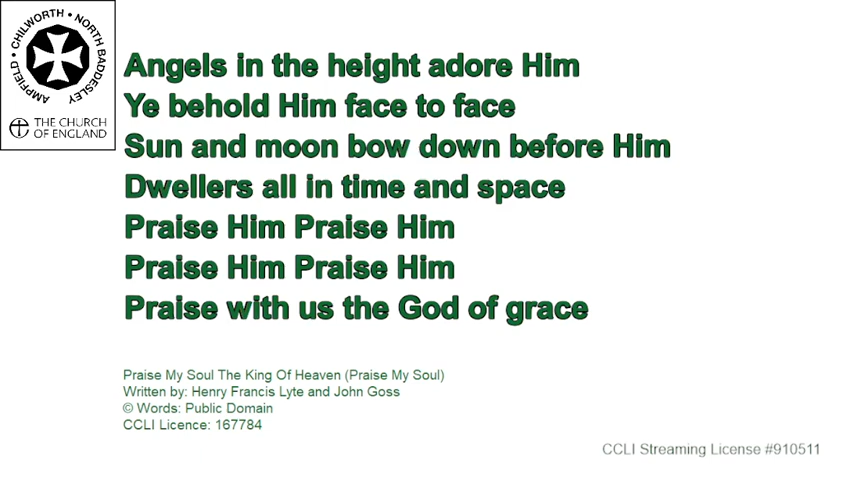 AMPFIELD • CHILWORTH • NORTH BADDESLEY
THE CHURCH
OF ENGLAND
Angels in the height adore Him
Ye behold Him face to face
Sun and moon bow down before Him
Dwellers all in time and space
Praise Him Praise Him
Praise Him Praise Him
Praise with us the God of grace
Praise My Soul The King Of Heaven (Praise My Soul)
Written by: Henry Francis Lyte and John Goss
© Words: Public Domain
CCLI Licence: 167784
CCLI Streaming License #910511